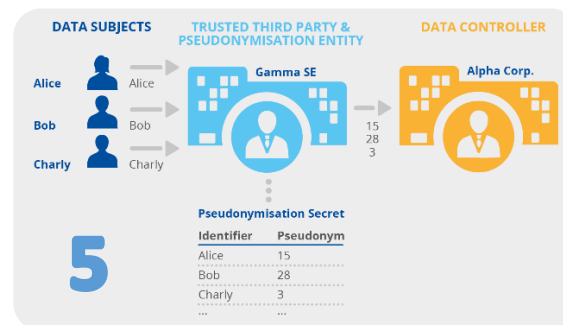 DATA SUBJECTS
TRUSTED THIRD PARTY &
PSEUDONYMISATION ENTITY
DATA CONTROLLER
Gamma SE
Alpha Corp.
Alice Alice
Bob Bob
Charly Charly
15
28
3
Pseudonymisation Secret
Identifier Pseudonym
Alice 15
Bob 28
Charly 3
... ...
5